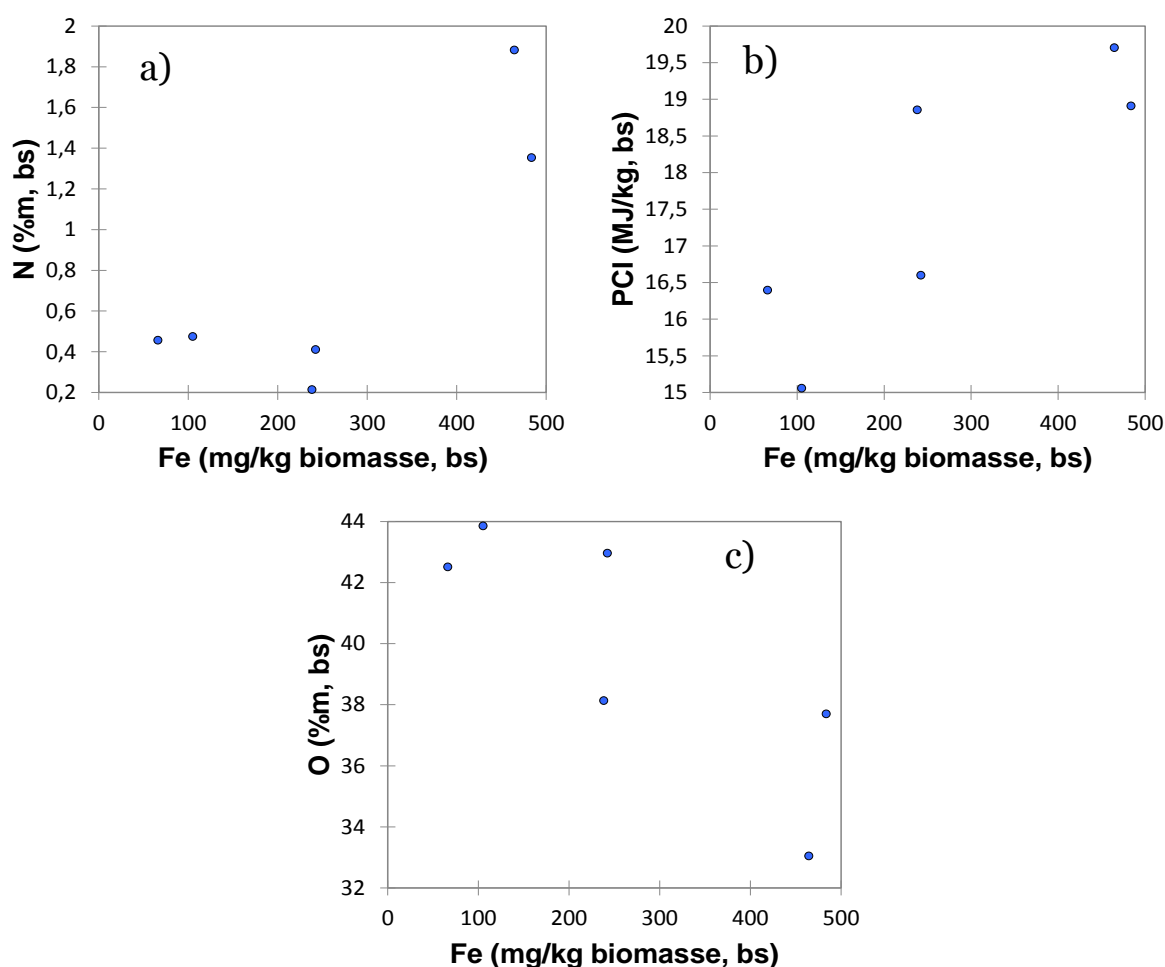 a)
N (%m, bs)
2
1,8
1,6
1,4
1,2
1
0,8
0,6
0,4
0,2
0 100 200 300 400 500
Fe (mg/kg biomasse, bs)
b)
PCI (MJ/kg, bs)
20
19,5
19
18,5
18
17,5
17
16,5
16
15,5
15
0 100 200 300 400 500
Fe (mg/kg biomasse, bs)
c)
O (%m, bs)
44
42
40
38
36
34
32
0 100 200 300 400 500
Fe (mg/kg biomasse, bs)